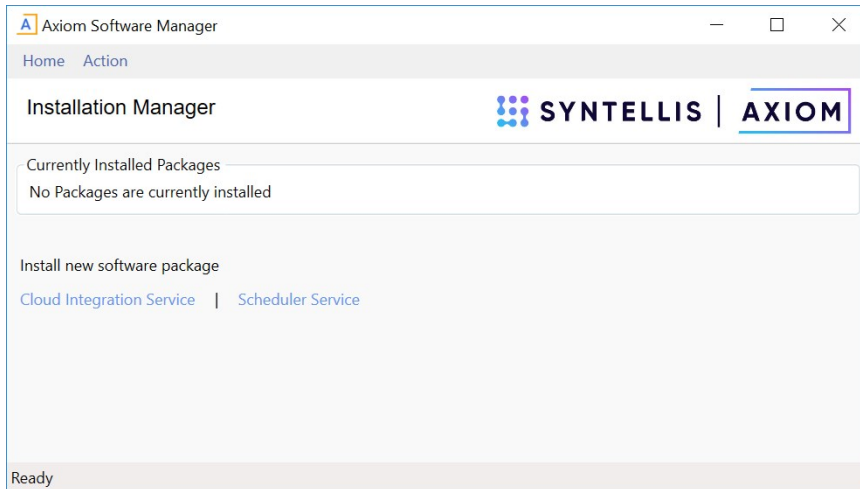 A Axiom Software Manager
Home Action
Installation Manager
SYNTELLIS | AXIOM
Currently Installed Packages
No Packages are currently installed
Install new software package
Cloud Integration Service | Scheduler Service
Ready